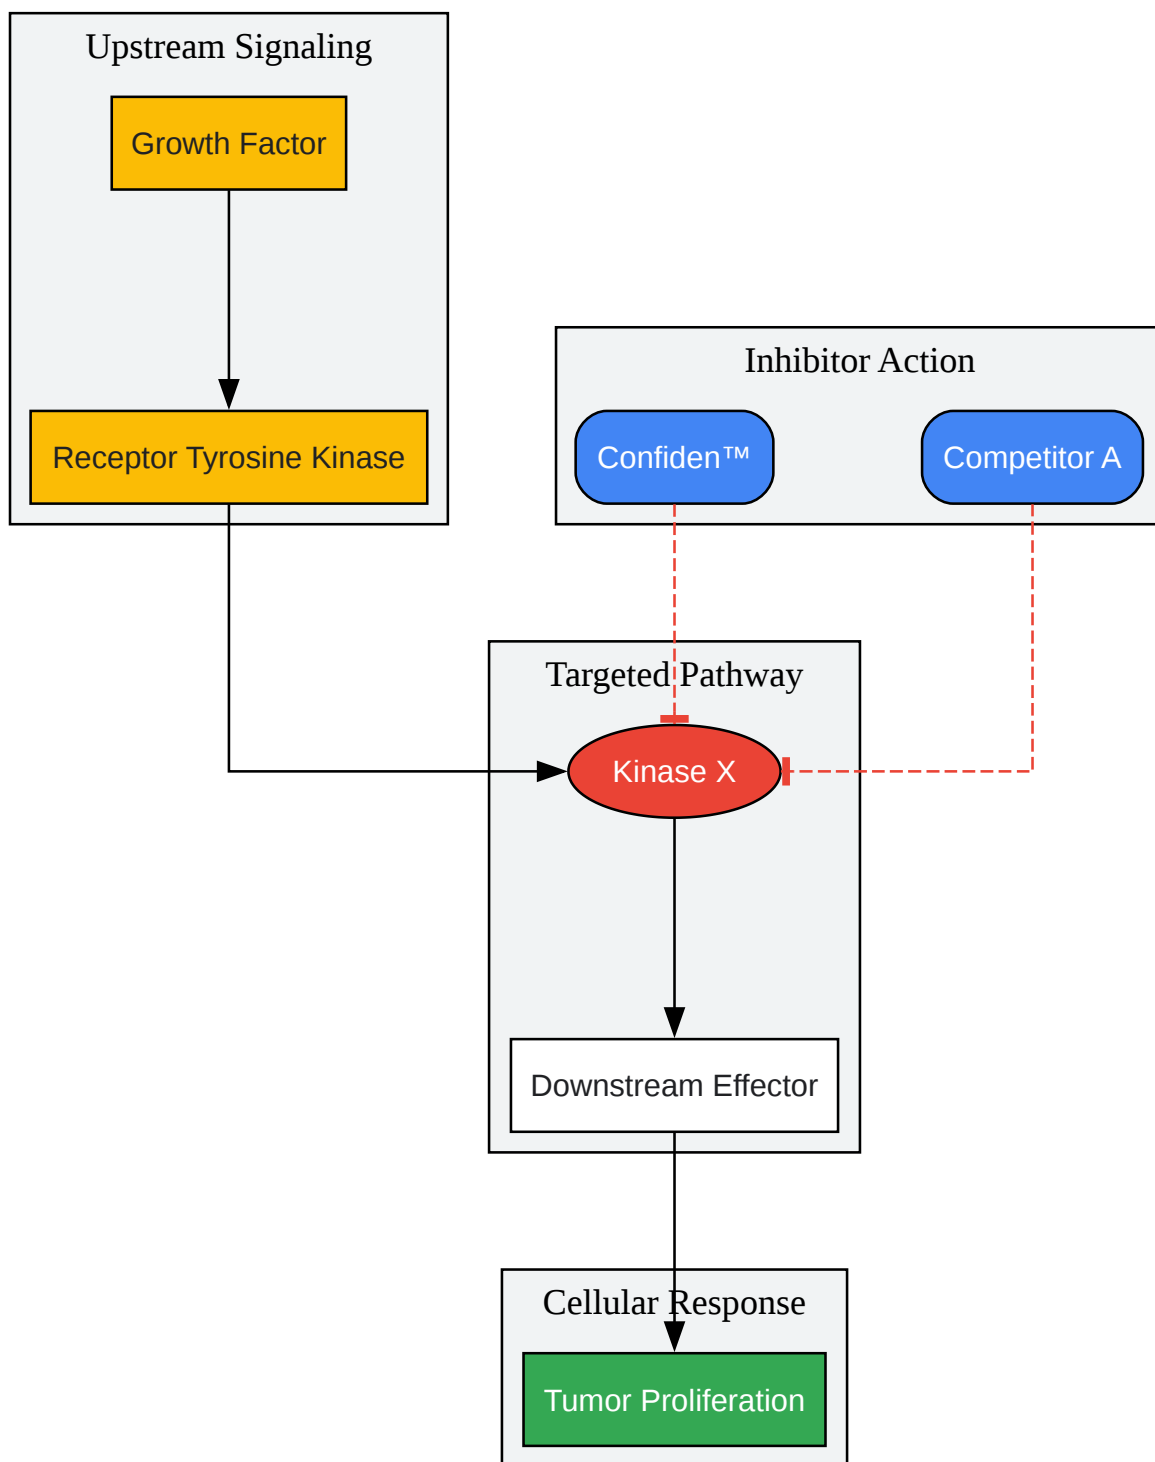 Upstream Signaling
Growth Factor
Receptor Tyrosine Kinase
Inhibitor Action
Confiden™
Competitor A
Targeted Pathway
Kinase X
Downstream Effector
Cellular Response
Tumor Proliferation